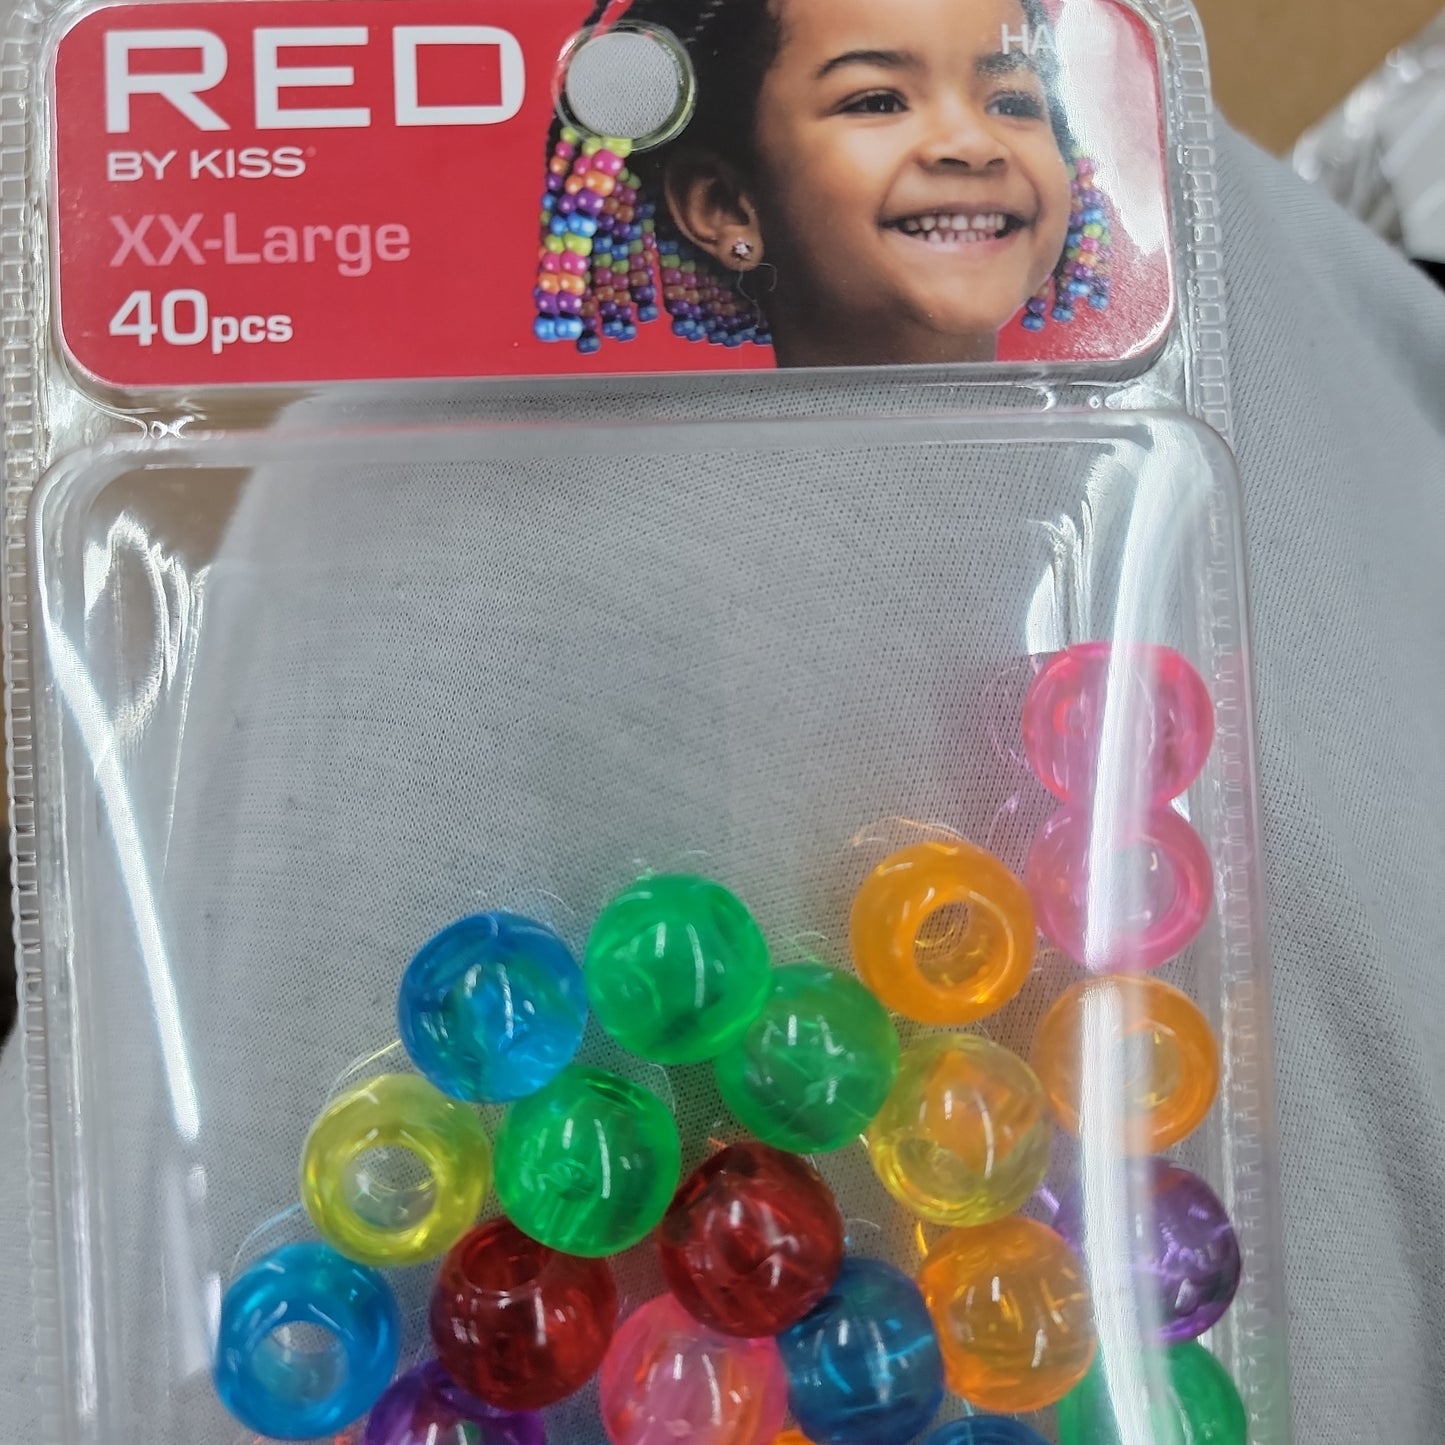 RED
BY KISS
XX-Large
40pcs